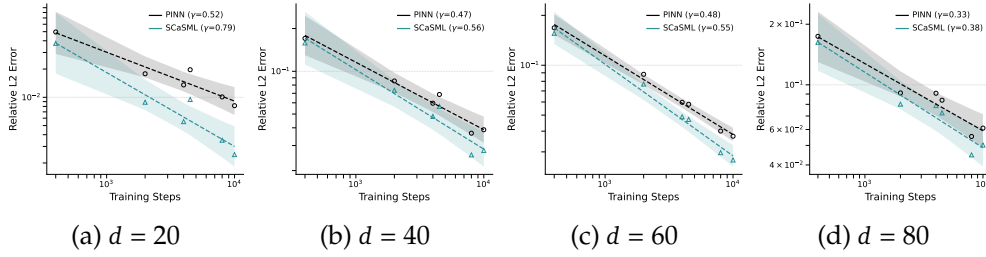 Relative L2 Error
10⁻²
10³
10⁴
Training Steps
PINN (γ=0.52)
SCaSML (γ=0.79)
(a) d = 20
Relative L2 Error
10⁻¹
10³
10⁴
Training Steps
PINN (γ=0.47)
SCaSML (γ=0.56)
(b) d = 40
Relative L2 Error
10⁻¹
10³
10⁴
Training Steps
PINN (γ=0.48)
SCaSML (γ=0.55)
(c) d = 60
Relative L2 Error
2 × 10⁻¹
10⁻¹
6 × 10⁻²
4 × 10⁻²
10³
10
Training Steps
PINN (γ=0.33)
SCaSML (γ=0.38)
(d) d = 80